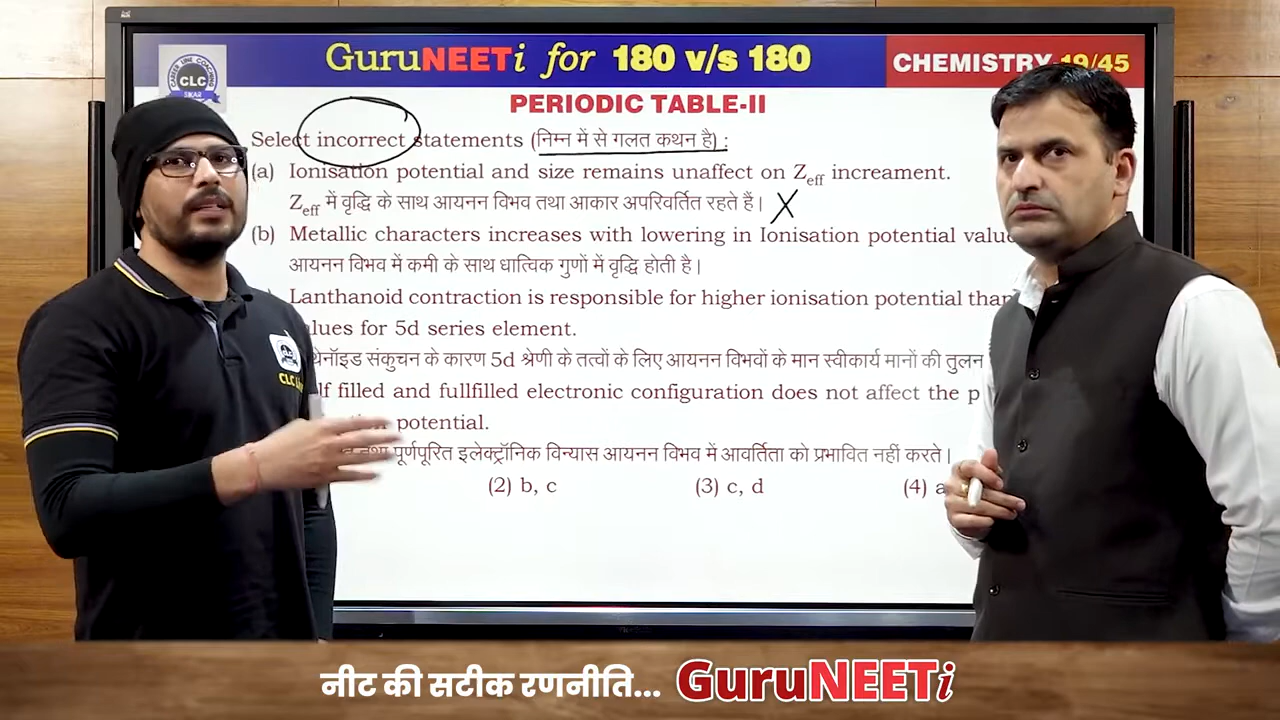 GuruNEETi for 180 v/s 180
CHEMISTRY 19/45
CAREER LINE COACHING
CLC
SIKAR
PERIODIC TABLE-II
Select incorrect statements (निम्न में से गलत कथन है) :
(a) Ionisation potential and size remains unaffect on Zeff increament.
Zeff में वृद्धि के साथ आयनन विभव तथा आकार अपरिवर्तित रहते हैं। X
(b) Metallic characters increases with lowering in Ionisation potential
आयनन विभव में कमी के साथ धात्विक गुणों में वृद्धि होती है।
Lanthanoid contraction is responsible for higher ionisation potential than
for 5d series element.
संकुचन के कारण 5d श्रेणी के तत्वों के लिए आयनन विभवों के मान स्वीकार्य मानों की
filled and fullfilled electronic configuration does not affect the
potential.
पूर्णपूरित इलेक्ट्रॉनिक विन्यास आयनन विभव में आवर्तिता को प्रभावित नहीं करते।
(2) b, c (3) c, d (4)
CLC
नीट की सटीक रणनीति... GuruNEETi